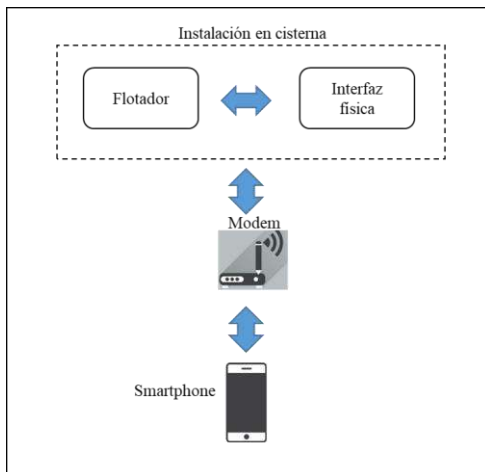 Instalación en cisterna
Flotador
Interfaz
física
Modem
Smartphone